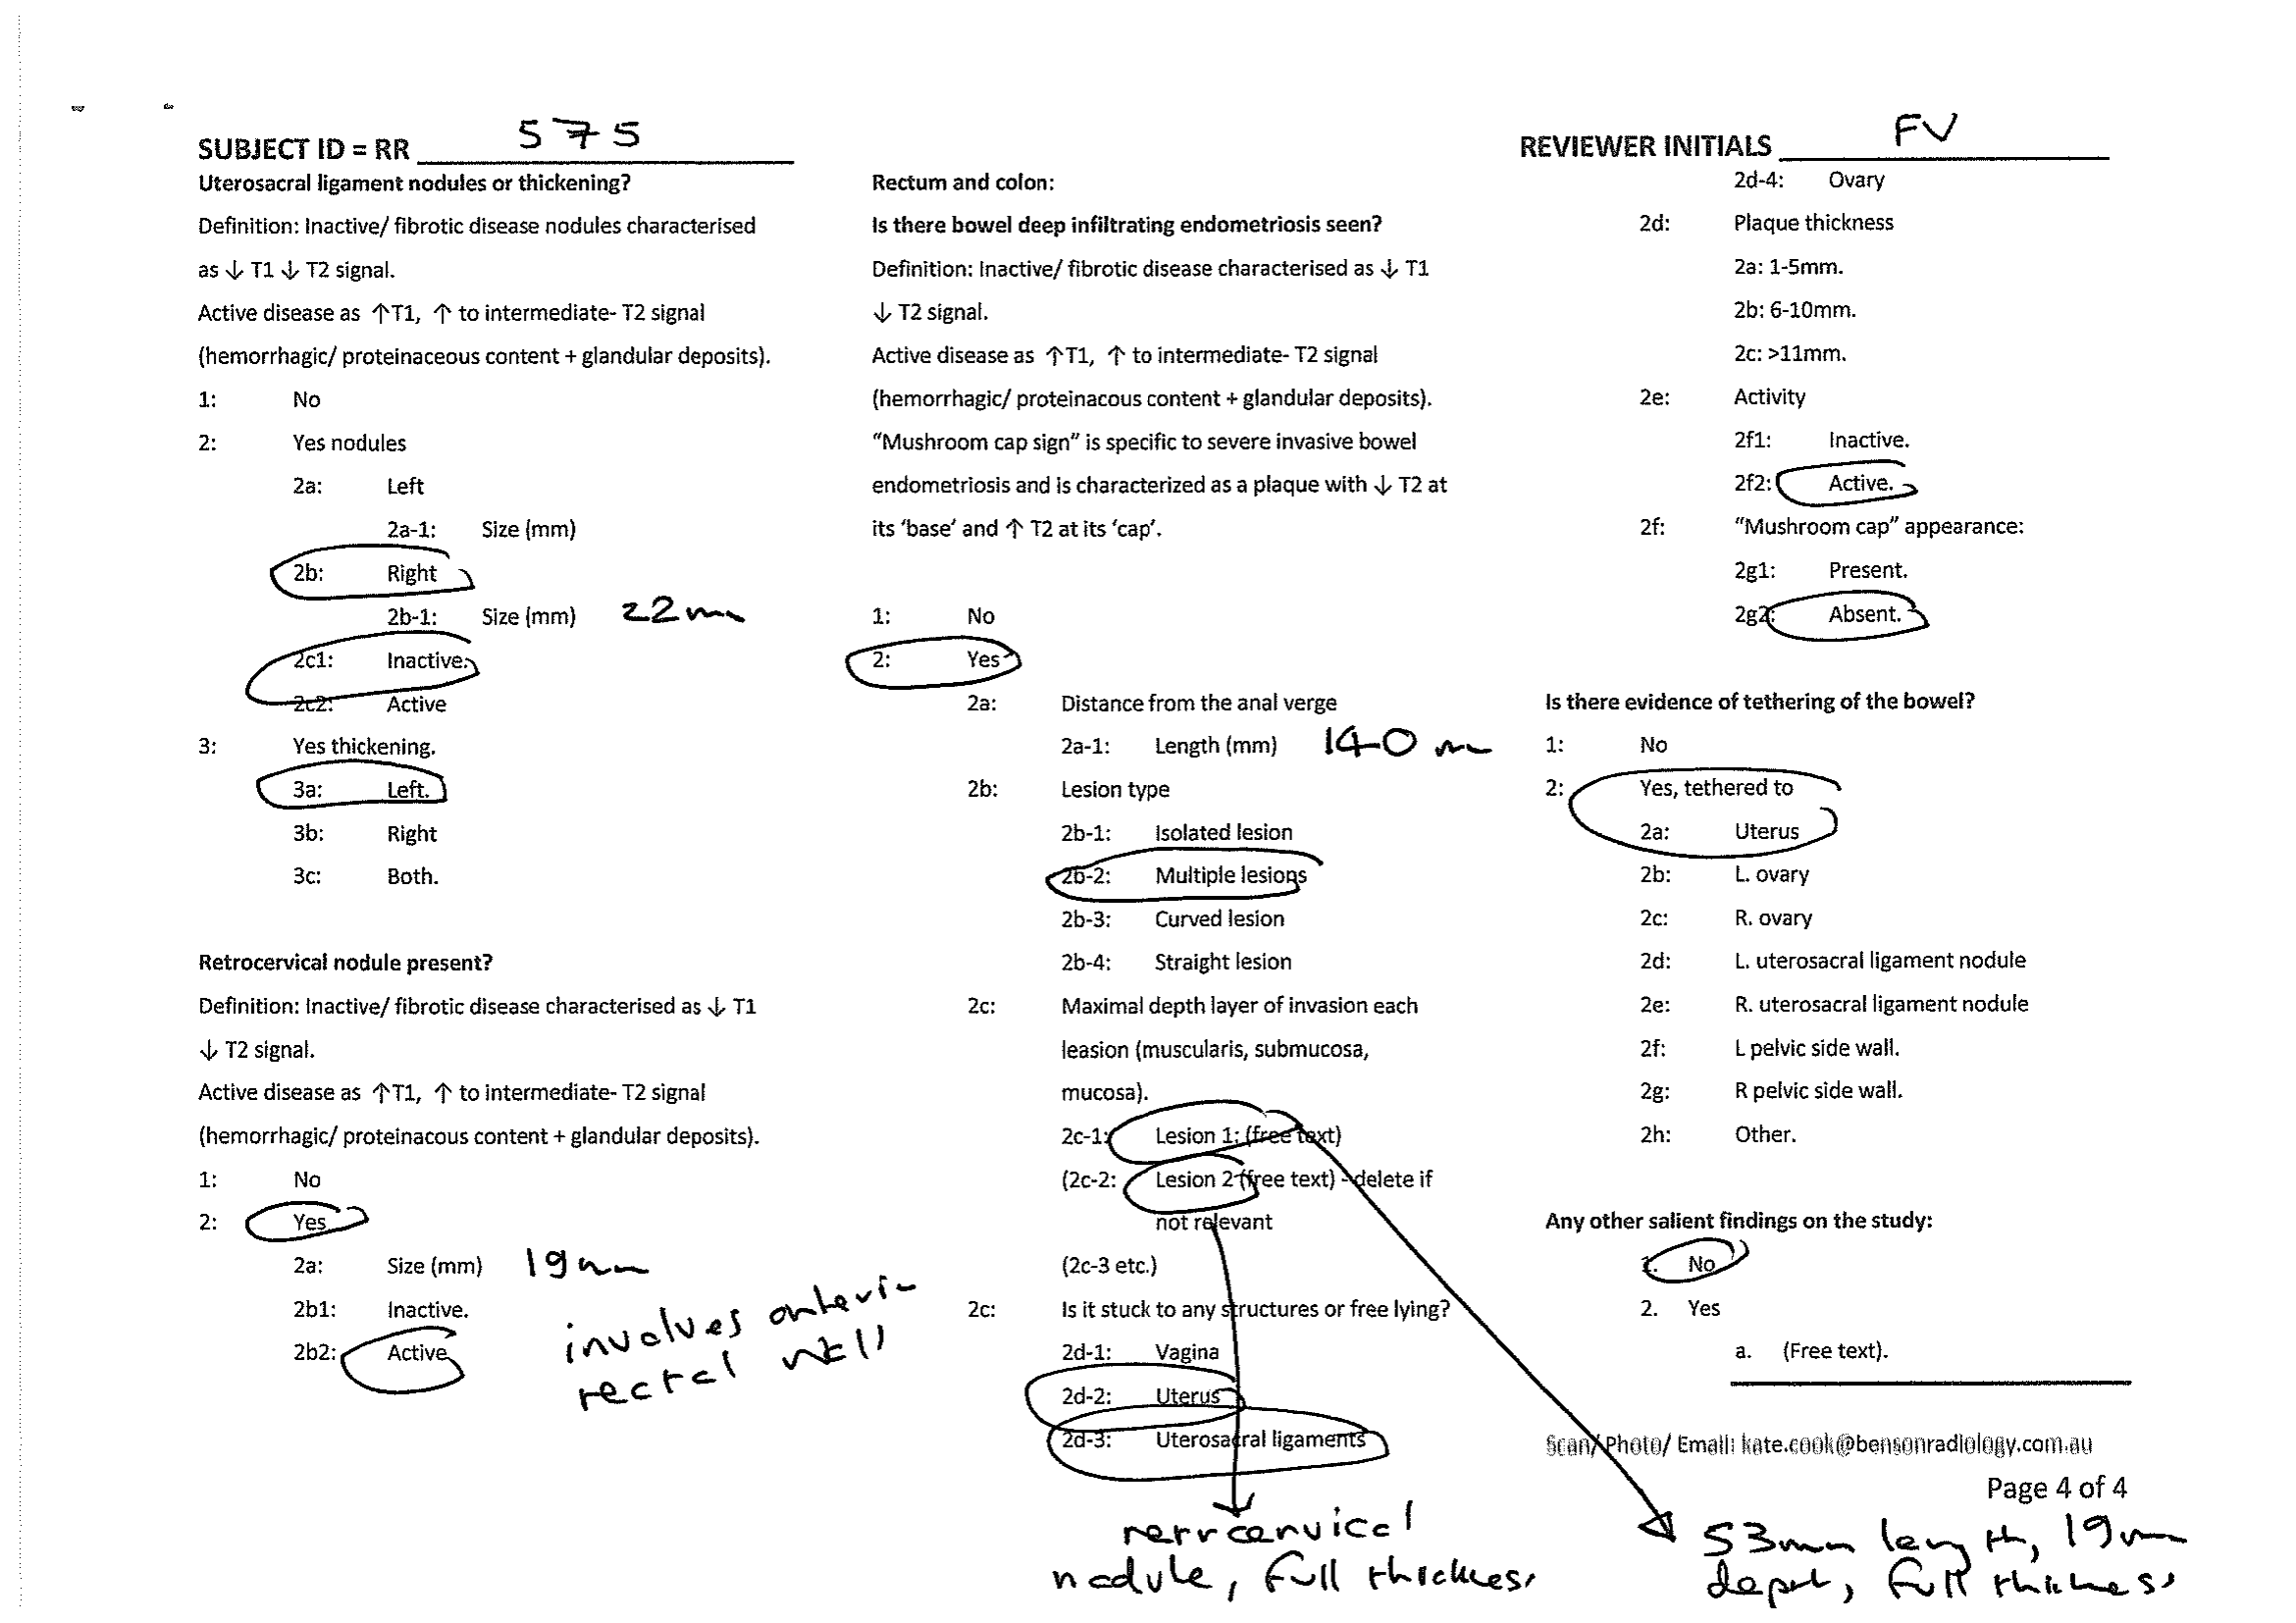 SUBJECT ID = RR 575
REVIEWER INITIALS FV
Uterosacral ligament nodules or thickening?
Definition: Inactive/ fibrotic disease nodules characterised
as ↓ T1 ↓ T2 signal.
Active disease as ↑T1, ↑ to intermediate- T2 signal
(hemorrhagic/ proteinaceous content + glandular deposits).
1: No
2: Yes nodules
2a: Left
2a-1: Size (mm)
2b: Right
2b-1: Size (mm) 22mm
2c1: Inactive.
2c2: Active
3: Yes thickening.
3a: Left.
3b: Right
3c: Both.
Retrocervical nodule present?
Definition: Inactive/ fibrotic disease characterised as ↓ T1
↓ T2 signal.
Active disease as ↑T1, ↑ to intermediate- T2 signal
(hemorrhagic/ proteinacous content + glandular deposits).
1: No
2: Yes
2a: Size (mm) 19mm
2b1: Inactive.
2b2: Active
involves anterior
rectal wall
Rectum and colon:
Is there bowel deep infiltrating endometriosis seen?
Definition: Inactive/ fibrotic disease characterised as ↓ T1
↓ T2 signal.
Active disease as ↑T1, ↑ to intermediate- T2 signal
(hemorrhagic/ proteinacous content + glandular deposits).
“Mushroom cap sign” is specific to severe invasive bowel
endometriosis and is characterized as a plaque with ↓ T2 at
its ‘base’ and ↑ T2 at its ‘cap’.
1: No
2: Yes
2a: Distance from the anal verge
2a-1: Length (mm) 140 mm
2b: Lesion type
2b-1: Isolated lesion
2b-2: Multiple lesions
2b-3: Curved lesion
2b-4: Straight lesion
2c: Maximal depth layer of invasion each
leasion (muscularis, submucosa,
mucosa).
2c-1: Lesion 1: (free text)
(2c-2: Lesion 2 (free text) - delete if
not relevant
(2c-3 etc.)
2c: Is it stuck to any structures or free lying?
2d-1: Vagina
2d-2: Uterus
2d-3: Uterosacral ligaments
retrocervical
nodule, full thickness
2d-4: Ovary
2d: Plaque thickness
2a: 1-5mm.
2b: 6-10mm.
2c: >11mm.
2e: Activity
2f1: Inactive.
2f2: Active.
2f: “Mushroom cap” appearance:
2g1: Present.
2g2: Absent.
Is there evidence of tethering of the bowel?
1: No
2: Yes, tethered to
2a: Uterus
2b: L. ovary
2c: R. ovary
2d: L. uterosacral ligament nodule
2e: R. uterosacral ligament nodule
2f: L pelvic side wall.
2g: R pelvic side wall.
2h: Other.
Any other salient findings on the study:
1. No
2. Yes
a. (Free text).
Scan/ Photo/ Email: kate.cook@bensonradiology.com.au
Page 4 of 4
53mm length, 19mm
depth, full thickness